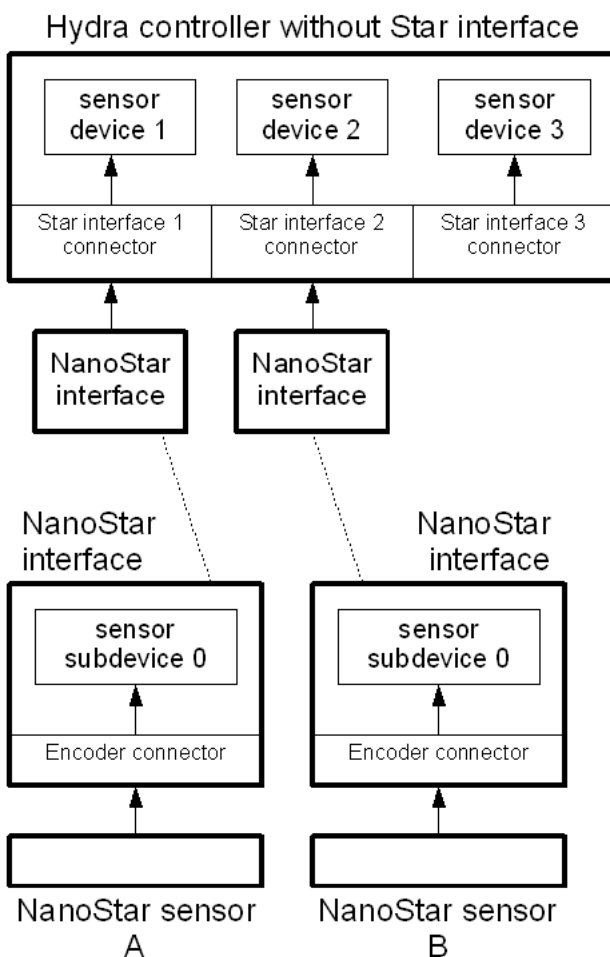 Hydra controller without Star interface
sensor
device 1
sensor
device 2
sensor
device 3
Star interface 1
connector
Star interface 2
connector
Star interface 3
connector
NanoStar
interface
NanoStar
interface
NanoStar
interface
NanoStar
interface
sensor
subdevice 0
sensor
subdevice 0
Encoder connector
Encoder connector
NanoStar sensor
A
NanoStar sensor
B